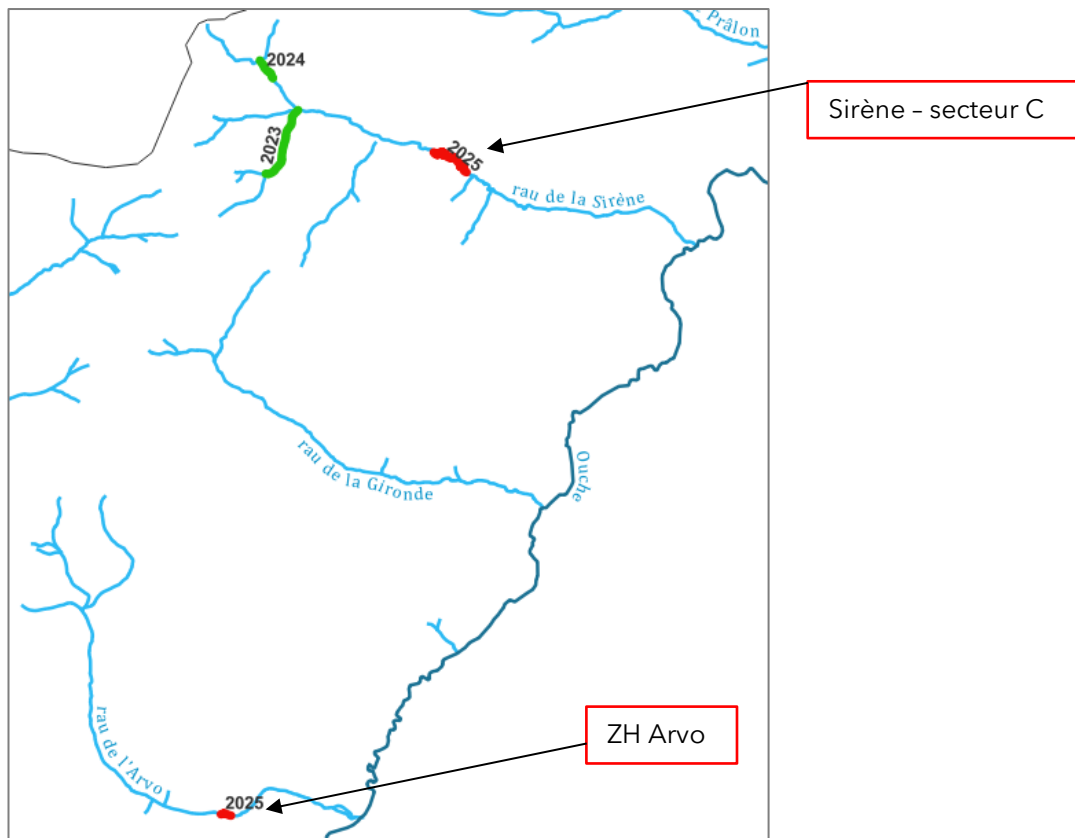 Prâlon
2024
Sirène – secteur C
2023
2025
rau de la Sirène
rau de la Gironde
Ouche
rau de l'Arvo
ZH Arvo
2025